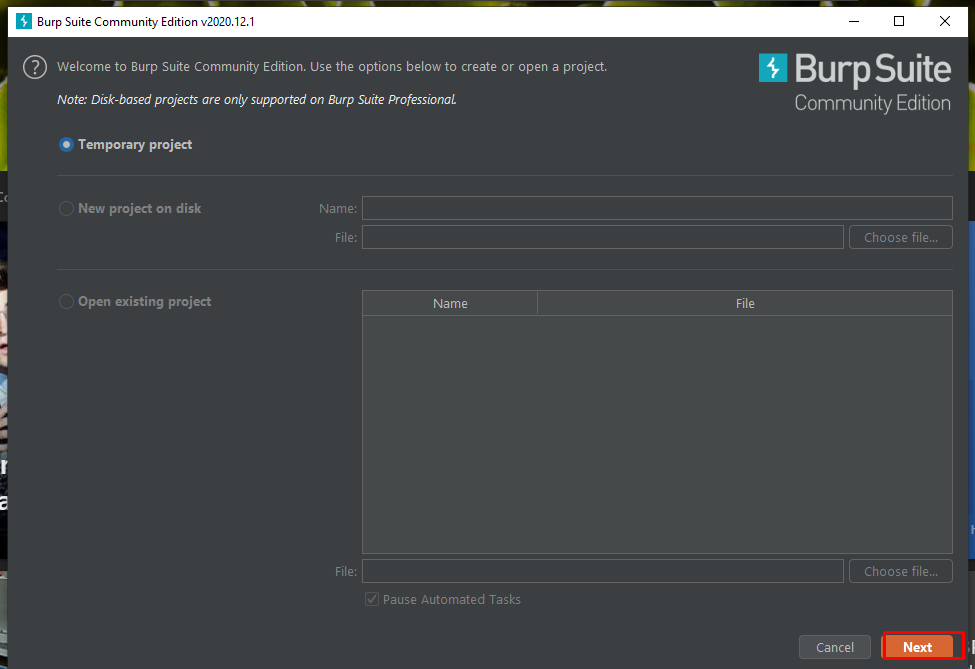 Burp Suite Community Edition v2020.12.1
Welcome to Burp Suite Community Edition. Use the options below to create or open a project.
Note: Disk-based projects are only supported on Burp Suite Professional.
Burp Suite
Community Edition
Temporary project
New project on disk
Name:
File:
Choose file...
Open existing project
Name
File
File:
Choose file...
Pause Automated Tasks
Cancel
Next